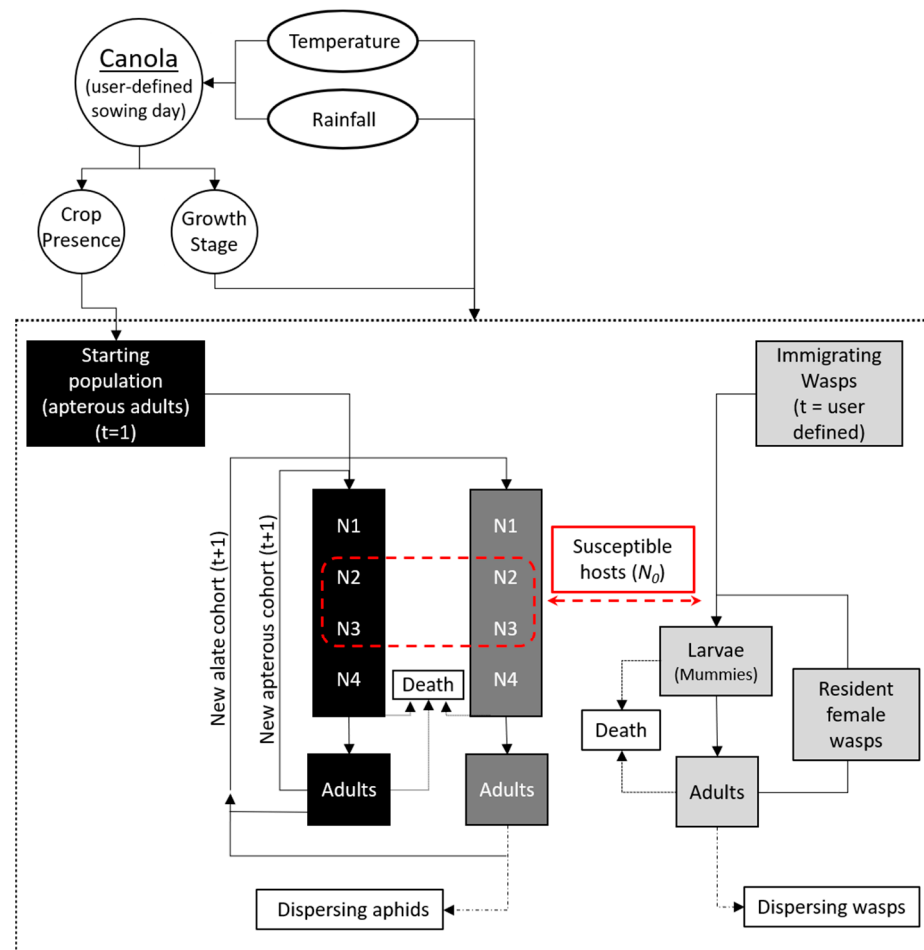 Canola
(user-defined
sowing day)
Temperature
Rainfall
Crop
Presence
Growth
Stage
Starting
population
(apterous adults)
(t=1)
Immigrating
Wasps
(t = user
defined)
New alate cohort (t+1)
New apterous cohort (t+1)
N1
N2
N3
N4
Adults
N1
N2
N3
N4
Adults
Death
Susceptible
hosts (N₀)
Larvae
(Mummies)
Resident
female
wasps
Death
Adults
Dispersing aphids
Dispersing wasps